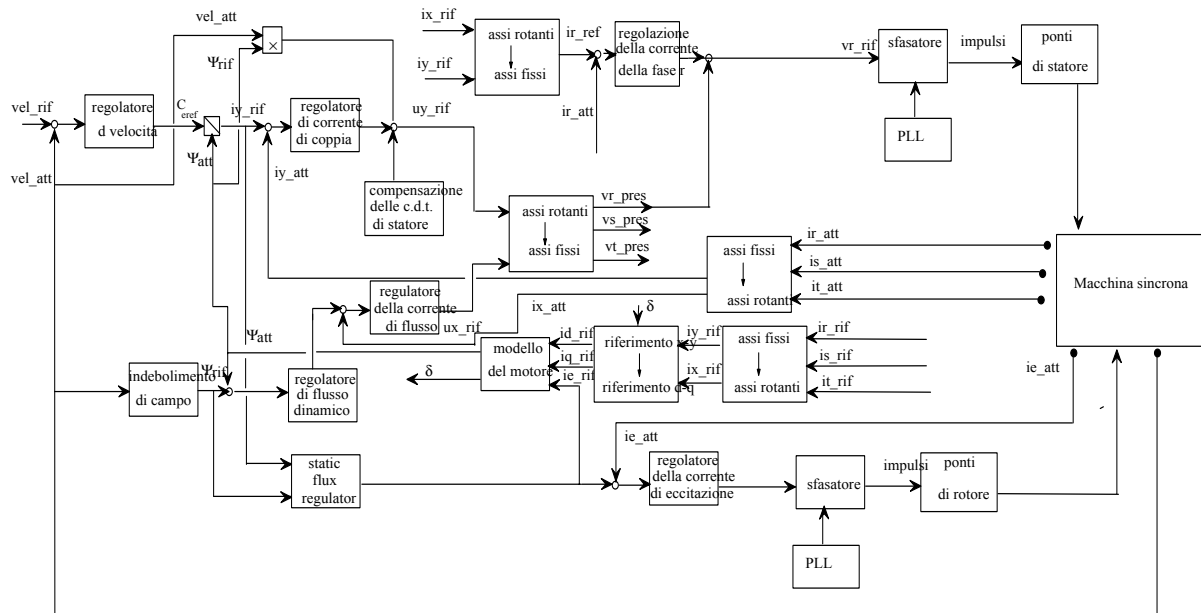 vel_att
×
Ψrif
vel_rif
regolatore
d velocità
C
eref
iy_rif
Ψatt
vel_att
regolatore
di corrente
di coppia
iy_att
uy_rif
compensazione
delle c.d.t.
di statore
ix_rif
iy_rif
assi rotanti
assi fissi
ir_ref
ir_att
regolazione
della corrente
della fase r
vr_rif
sfasatore
PLL
impulsi
ponti
di statore
assi rotanti
assi fissi
vr_pres
vs_pres
vt_pres
assi fissi
assi rotanti
ir_att
is_att
it_att
Macchina sincrona
regulatore
della corrente
di flusso
ux_rif
ix_att
Ψatt
Ψrif
indebolimento
di campo
regolatore
di flusso
dinamico
δ
modello
del motore
id_rif
iq_rif
ie_rif
δ
riferimento x-y
riferimento d-q
iy_rif
ix_rif
assi fissi
assi rotanti
ir_rif
is_rif
it_rif
ie_att
static
flux
regulator
ie_att
regolatore
della corrente
di eccitazione
sfasatore
PLL
impulsi
ponti
di rotore